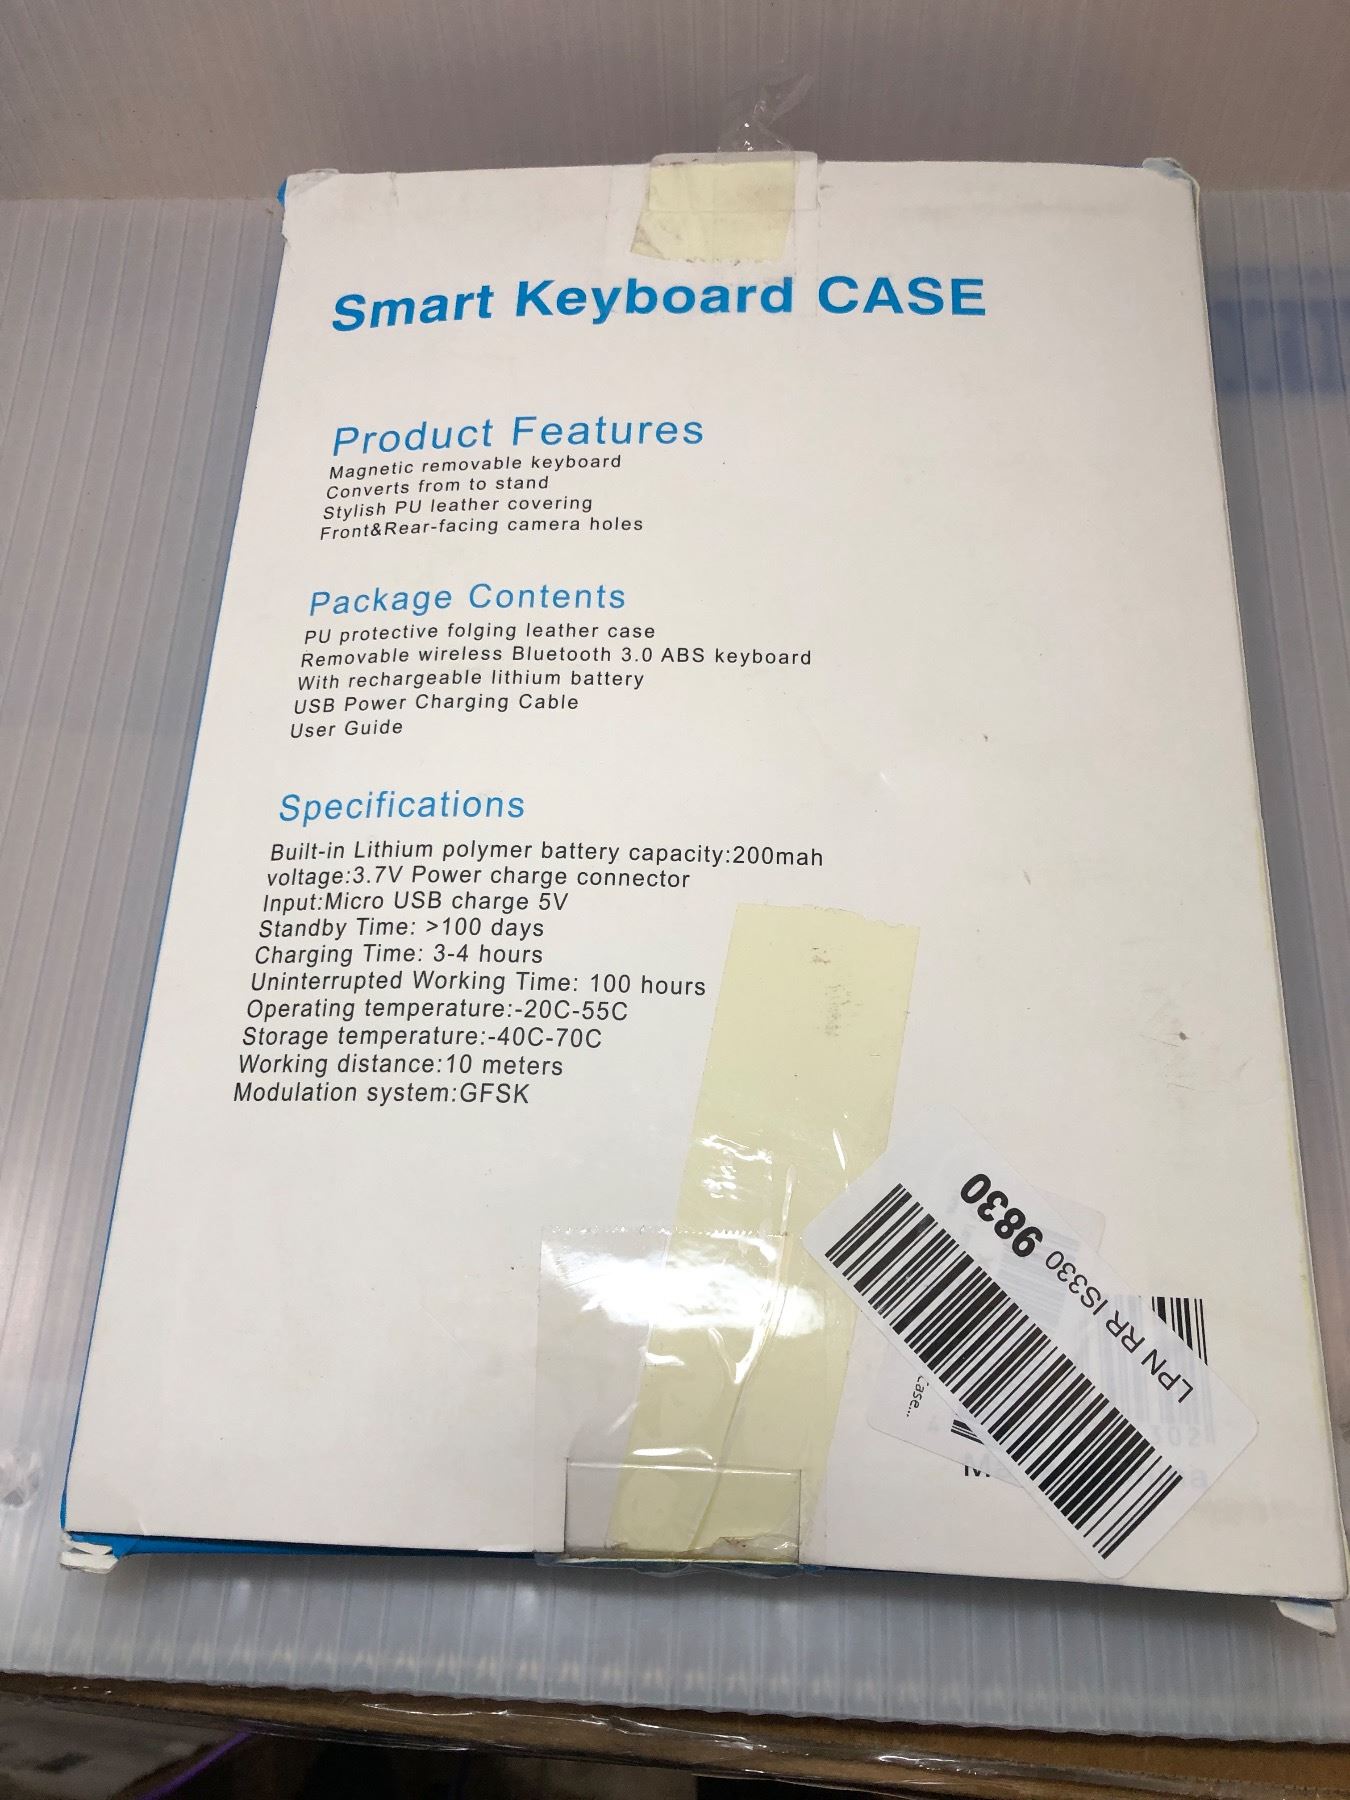 Smart Keyboard CASE
Product Features
Magnetic removable keyboard
Converts from to stand
Stylish PU leather covering
Front&Rear-facing camera holes
Package Contents
PU protective folging leather case
Removable wireless Bluetooth 3.0 ABS keyboard
With rechargeable lithium battery
USB Power Charging Cable
User Guide
Specifications
Built-in Lithium polymer battery capacity:200mah
voltage:3.7V Power charge connector
Input:Micro USB charge 5V
Standby Time: >100 days
Charging Time: 3-4 hours
Uninterrupted Working Time: 100 hours
Operating temperature:-20C-55C
Storage temperature:-40C-70C
Working distance:10 meters
Modulation system:GFSK
LPN RR IS330 9830
Case...